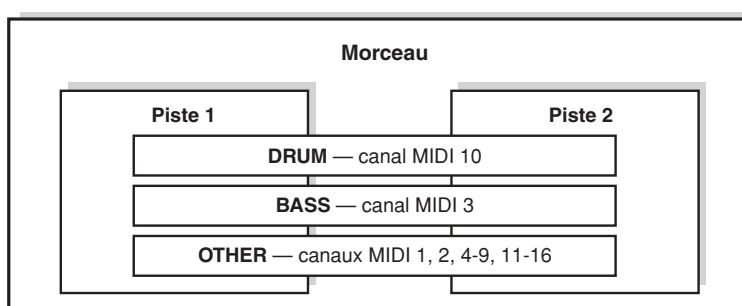 Morceau
Piste 1
Piste 2
DRUM — canal MIDI 10
BASS — canal MIDI 3
OTHER — canaux MIDI 1, 2, 4-9, 11-16